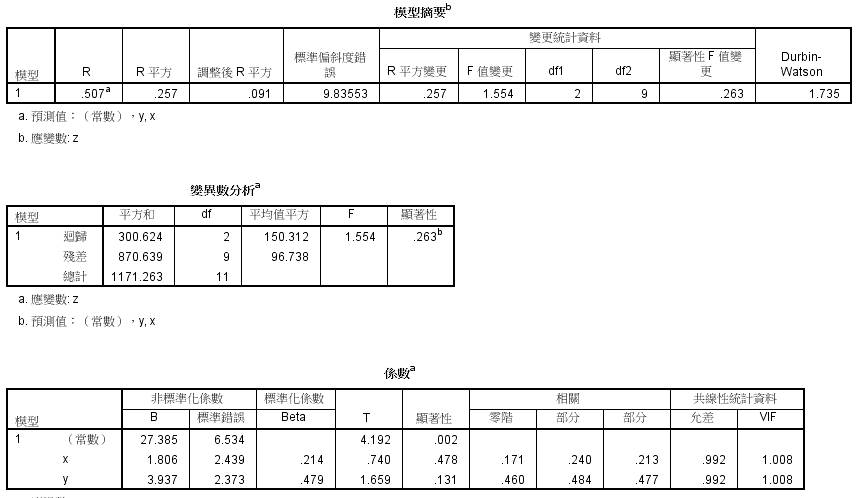 模型摘要b
變更統計資料
模型 R R 平方 調整後 R 平方 標準偏斜度錯誤 R 平方變更 F 值變更 df1 df2 顯著性 F 值變更 Durbin-Watson
1 .507a .257 .091 9.83553 .257 1.554 2 9 .263 1.735
a. 預測值：（常數），y, x
b. 應變數: z
變異數分析a
模型 平方和 df 平均值平方 F 顯著性
1 迴歸 300.624 2 150.312 1.554 .263b
殘差 870.639 9 96.738
總計 1171.263 11
a. 應變數: z
b. 預測值：（常數），y, x
係數a
非標準化係數 標準化係數 相關 共線性統計資料
模型 B 標準錯誤 Beta T 顯著性 零階 部分 部分 允差 VIF
1 （常數） 27.385 6.534 4.192 .002
x 1.806 2.439 .214 .740 .478 .171 .240 .213 .992 1.008
y 3.937 2.373 .479 1.659 .131 .460 .484 .477 .992 1.008